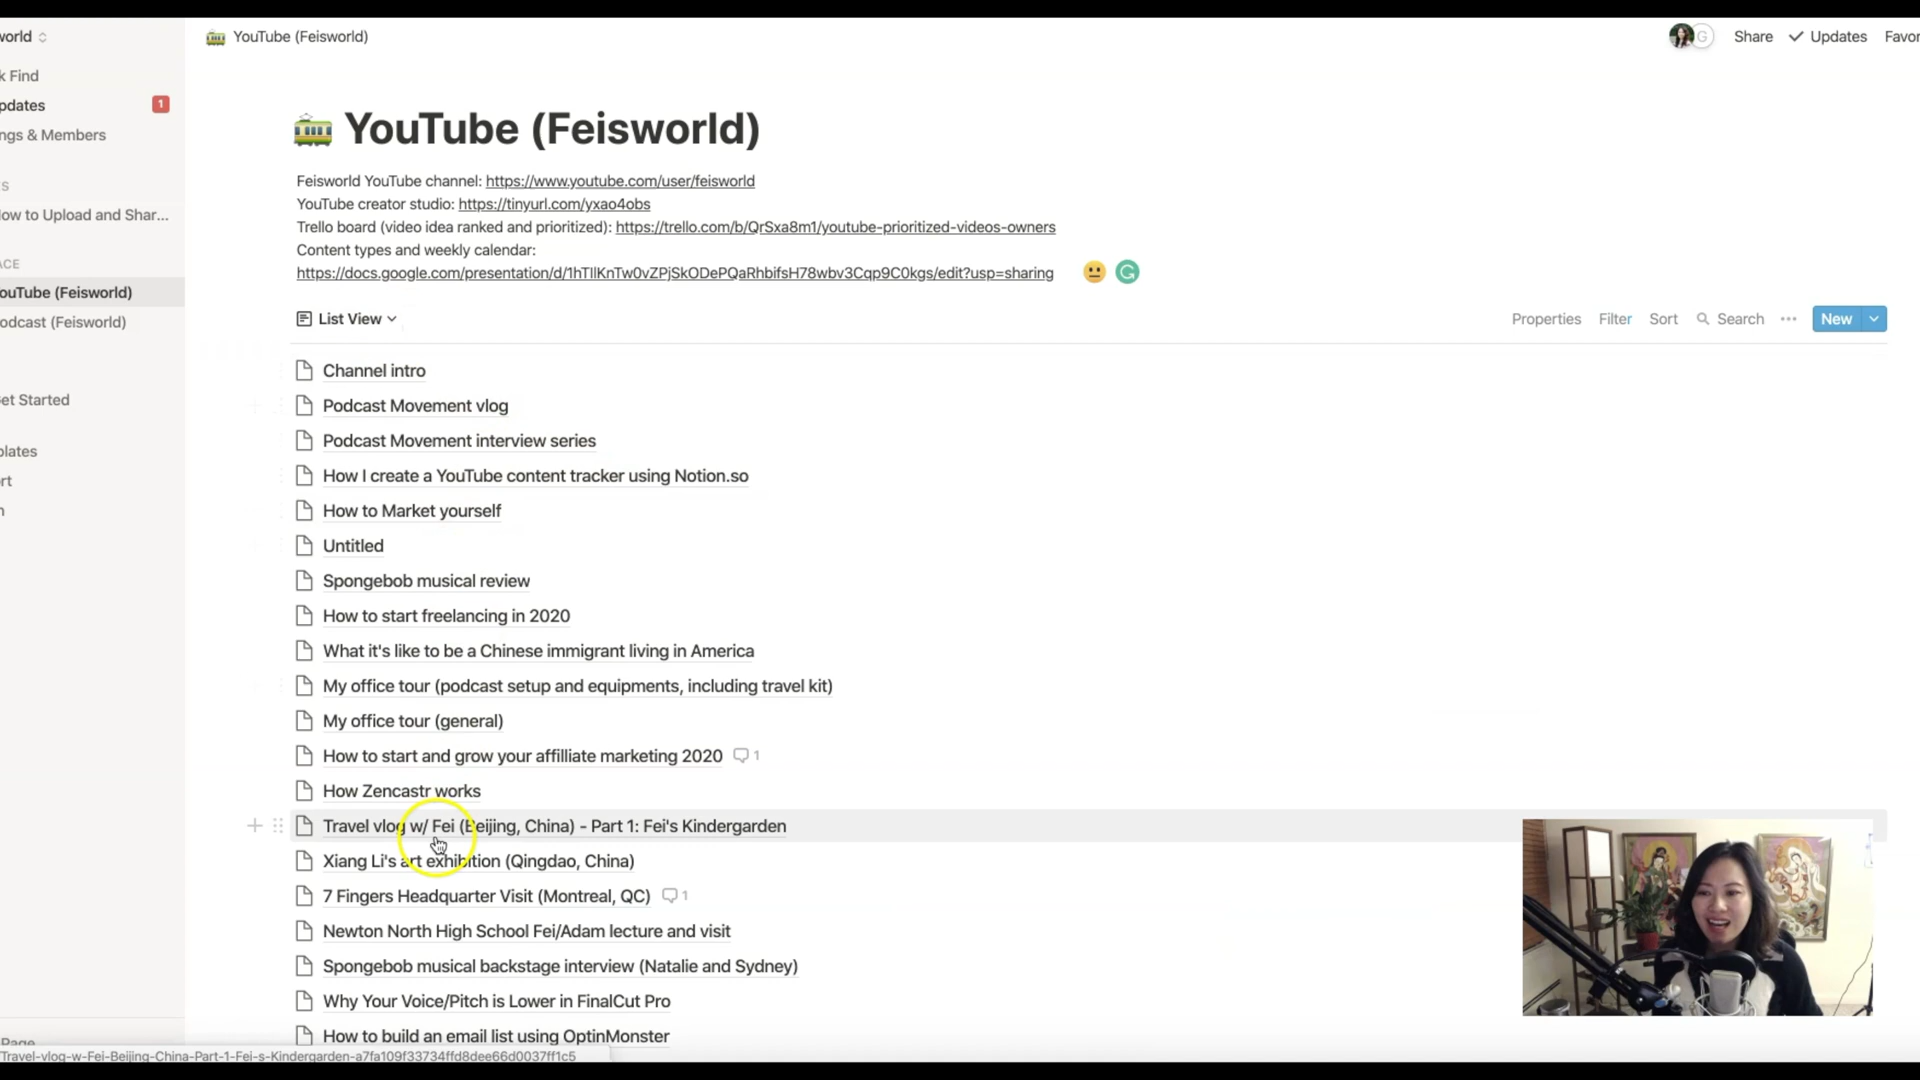 world
YouTube (Feisworld)
G
Share
Updates
Favor
k Find
pdates
1
ngs & Members
YouTube (Feisworld)
S
Feisworld YouTube channel: https://www.youtube.com/user/feisworld
YouTube creator studio: https://tinyurl.com/yxao4obs
low to Upload and Shar...
Trello board (video idea ranked and prioritized): https://trello.com/b/QrSxa8m1/youtube-prioritized-videos-owners
Content types and weekly calendar:
ACE
https://docs.google.com/presentation/d/1hTIlKnTw0vZPjSkODePQaRhbifsH78wbv3Cqp9C0kgs/edit?usp=sharing
ouTube (Feisworld)
odcast (Feisworld)
List View
Properties
Filter
Sort
Search
New
Channel intro
et Started
Podcast Movement vlog
Podcast Movement interview series
plates
How I create a YouTube content tracker using Notion.so
rt
How to Market yourself
n
Untitled
Spongebob musical review
How to start freelancing in 2020
What it's like to be a Chinese immigrant living in America
My office tour (podcast setup and equipments, including travel kit)
My office tour (general)
How to start and grow your affilliate marketing 2020 1
How Zencastr works
Travel vlog w/ Fei (Beijing, China) - Part 1: Fei's Kindergarden
Xiang Li's art exhibition (Qingdao, China)
7 Fingers Headquarter Visit (Montreal, QC) 1
Newton North High School Fei/Adam lecture and visit
Spongebob musical backstage interview (Natalie and Sydney)
Why Your Voice/Pitch is Lower in FinalCut Pro
How to build an email list using OptinMonster
Page
Travel-vlog-w-Fei-Beijing-China-Part-1-Fei-s-Kindergarden-a7fa109f33734ffd8dee66d0037ff1c5